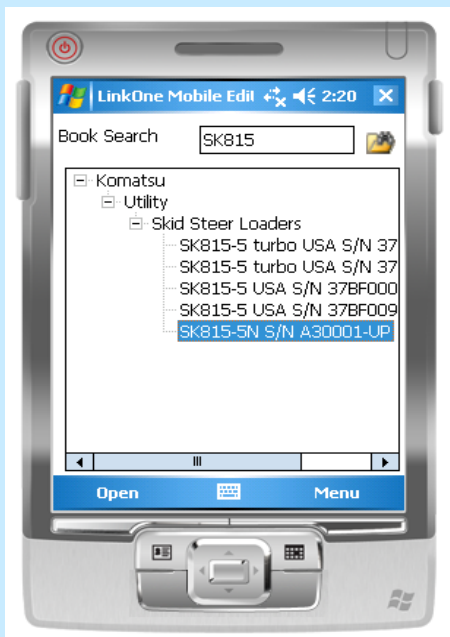 LinkOne Mobile Edit 2:20
Book Search SK815
Komatsu
Utility
Skid Steer Loaders
SK815-5 turbo USA S/N 37
SK815-5 turbo USA S/N 37
SK815-5 USA S/N 37BF000
SK815-5 USA S/N 37BF009
SK815-5N S/N A30001-UP
Open Menu